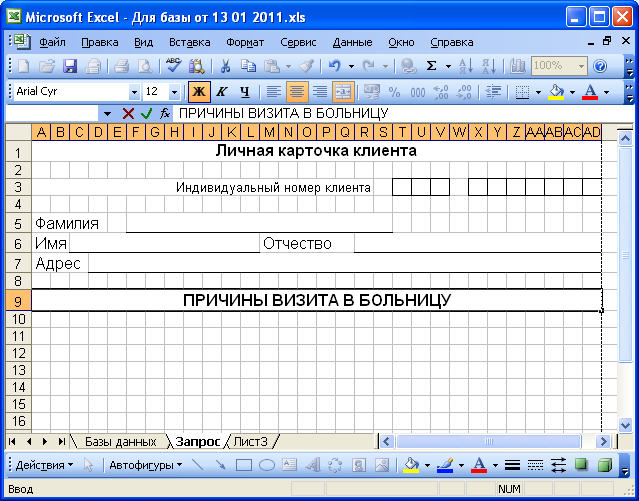 Microsoft Excel - Для базы от 13 01 2011.xls
Файл Правка Вид Вставка Формат Сервис Данные Окно Справка
Σ 100%
Arial Cyr 12 Ж К Ч % 000
ПРИЧИНЫ ВИЗИТА В БОЛЬНИЦУ
A B C D E F G H I J K L M N O P Q R S T U V W X Y Z AA AB AC AD
1 Личная карточка клиента
2
3 Индивидуальный номер клиента
4
5 Фамилия
6 Имя Отчество
7 Адрес
8
9 ПРИЧИНЫ ВИЗИТА В БОЛЬНИЦУ
10
11
12
13
14
15
16
Базы данных Запрос Лист3
Действия Автофигуры
Ввод NUM